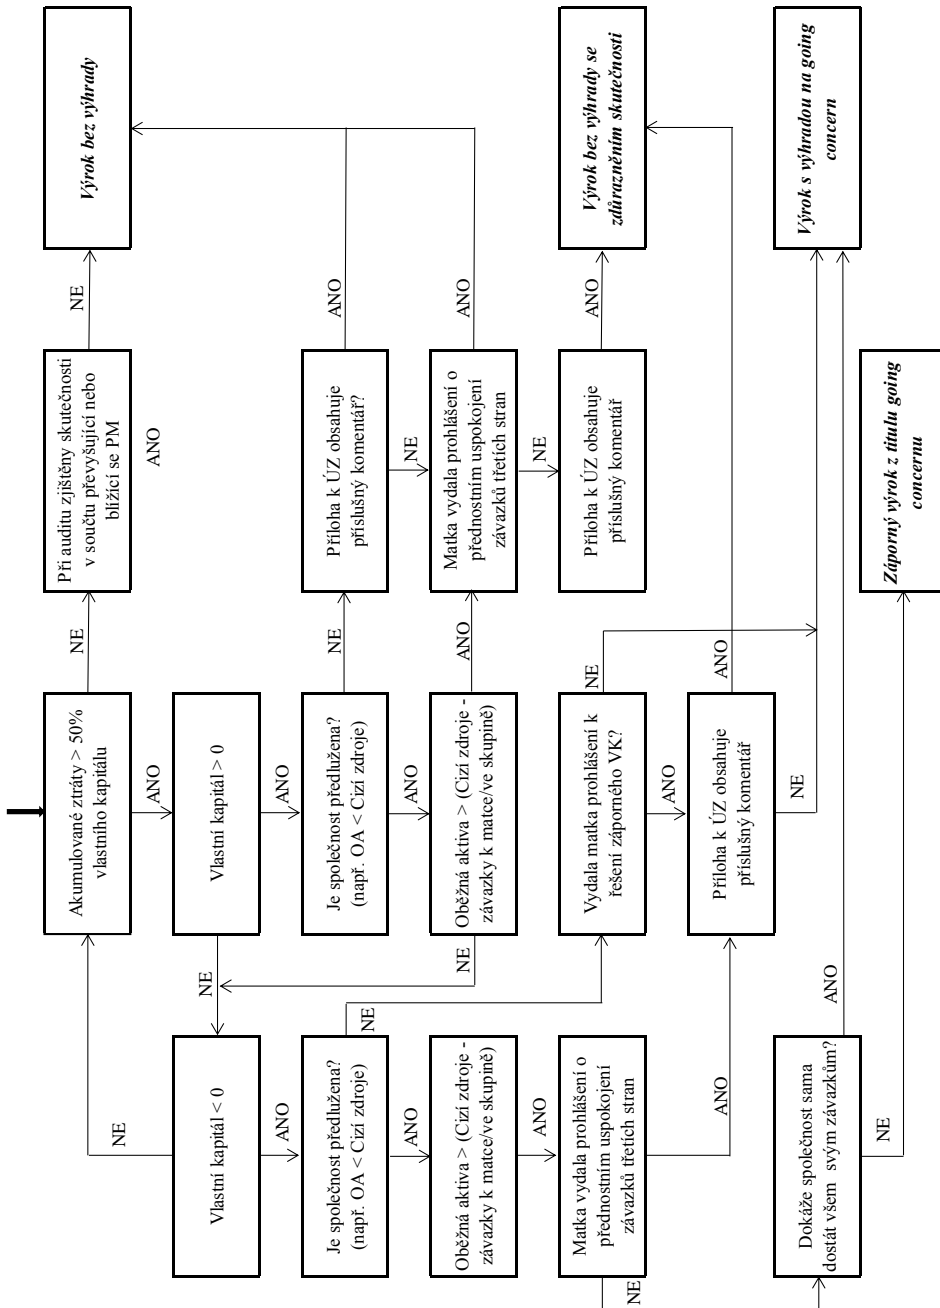 NE
Akumulované ztráty > 50%
vlastního kapitálu
NE
Při auditu zjištěny skutečnosti
v součtu převyšující nebo
blížící se PM
NE
Výrok bez výhrady
ANO
ANO
Vlastní kapitál < 0
NE
Vlastní kapitál > 0
ANO
ANO
Je společnost předlužena?
(např. OA < Cizí zdroje)
NE
Je společnost předlužena?
(např. OA < Cizí zdroje)
NE
Příloha k ÚZ obsahuje
příslušný komentář?
ANO
ANO
ANO
NE
Oběžná aktiva > (Cizí zdroje -
závazky k matce/ve skupině)
NE
Oběžná aktiva > (Cizí zdroje -
závazky k matce/ve skupině)
ANO
Matka vydala prohlášení o
přednostním uspokojení
závazků třetích stran
ANO
ANO
NE
Matka vydala prohlášení o
přednostním uspokojení
závazků třetích stran
NE
Vydala matka prohlášení k
řešení záporného VK?
NE
Příloha k ÚZ obsahuje
příslušný komentář
ANO
Výrok bez výhrady se
zdůrazněním skutečnosti
ANO
ANO
Příloha k ÚZ obsahuje
příslušný komentář
ANO
NE
Dokáže společnost sama
dostát všem svým závazkům?
ANO
Výrok s výhradou na going
concern
NE
Záporný výrok z titulu going
concernu